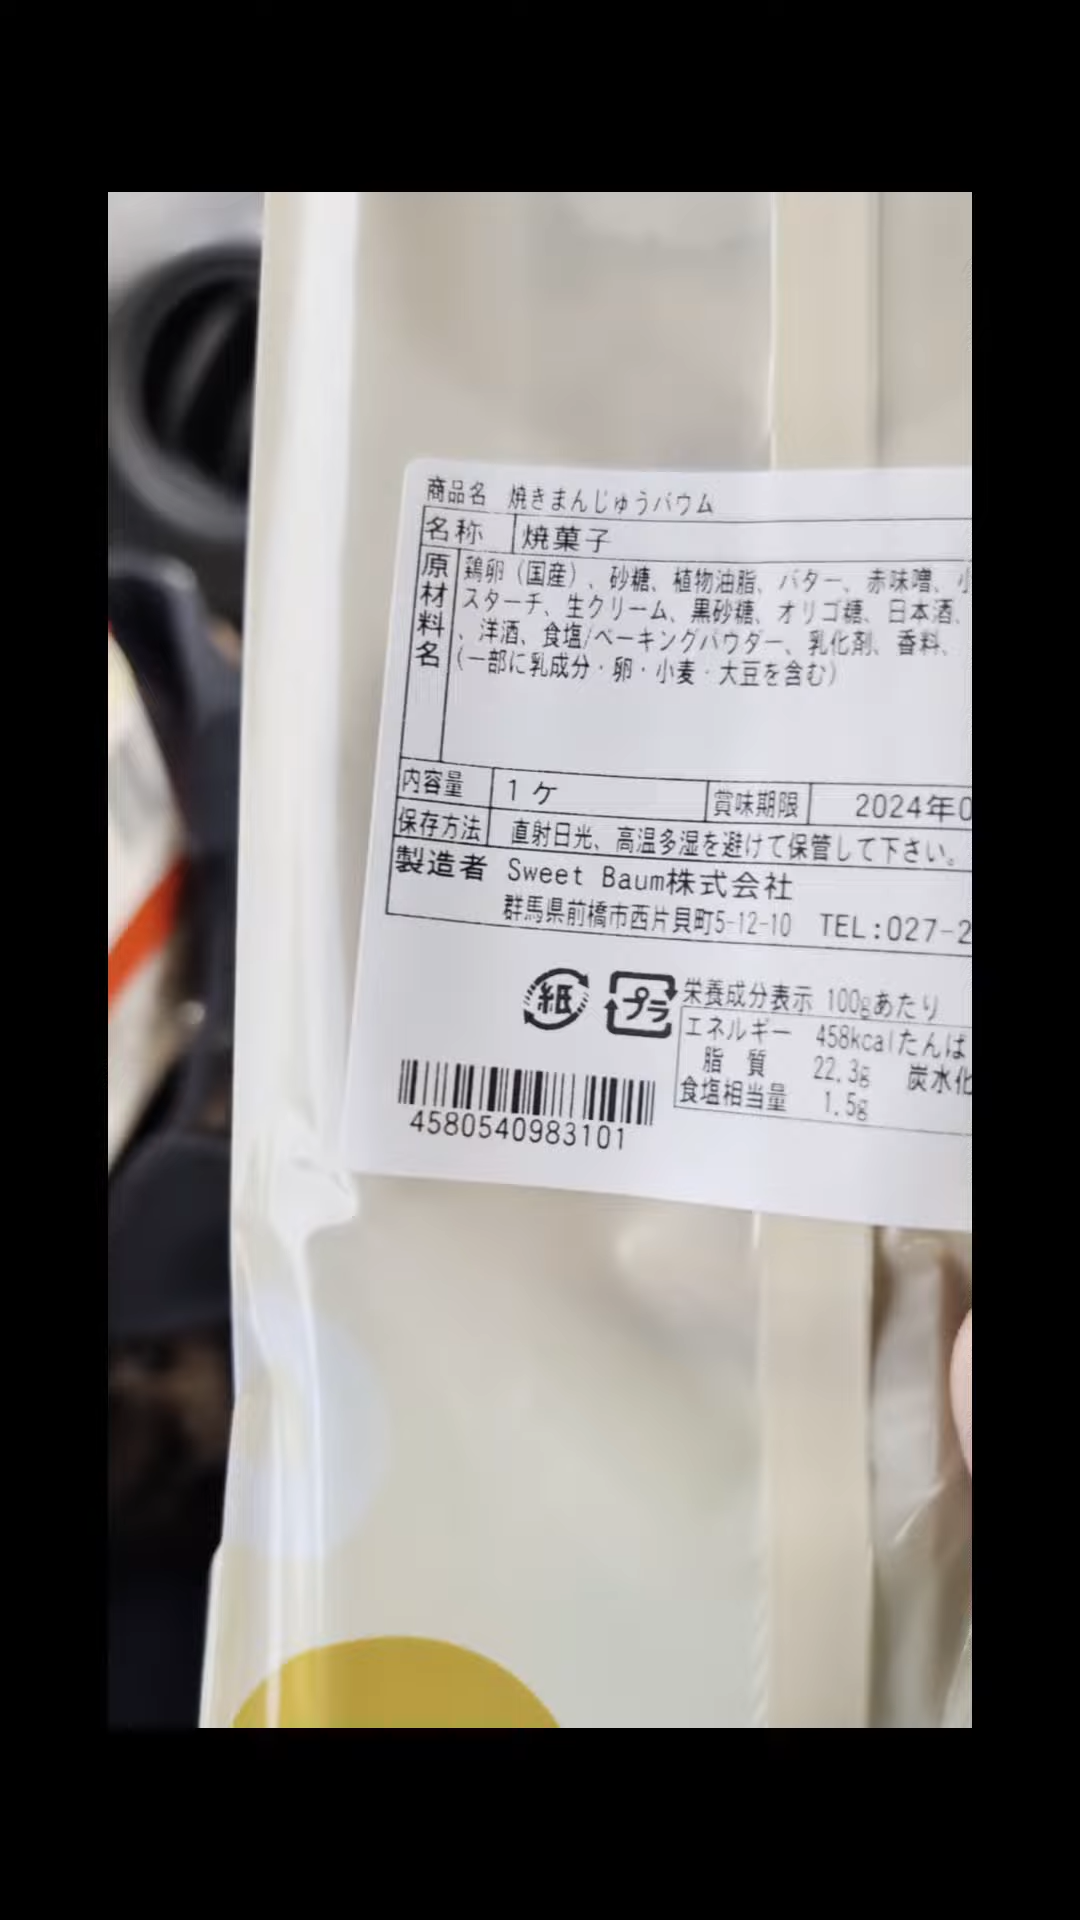 商品名 焼きまんじゅうバウム
名称 焼菓子
原材料名 鶏卵（国産）、砂糖、植物油脂、バター、赤味噌、小
スターチ、生クリーム、黒砂糖、オリゴ糖、日本酒、
、洋酒、食塩/ベーキングパウダー、乳化剤、香料、
（一部に乳成分・卵・小麦・大豆を含む）
内容量 1ケ 賞味期限 2024年0
保存方法 直射日光、高温多湿を避けて保管して下さい。
製造者 Sweet Baum株式会社
群馬県前橋市西片貝町5-12-10 TEL:027-2
紙 プラ
栄養成分表示 100gあたり
エネルギー 458kcal たんぱ
脂質 22.3g 炭水化
食塩相当量 1.5g
4580540983101